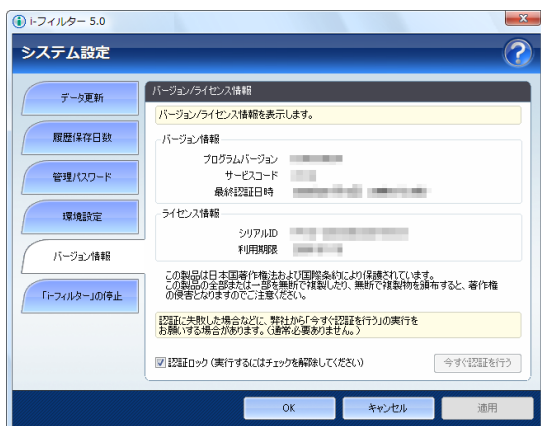 i-フィルター 5.0
システム設定
?
データ更新
履歴保存日数
管理パスワード
環境設定
バージョン情報
「i-フィルター」の停止
バージョン/ライセンス情報
バージョン/ライセンス情報を表示します。
バージョン情報
プログラムバージョン
サービスコード
最終認証日時
ライセンス情報
シリアルID
利用期限
この製品は日本国著作権法および国際条約により保護されています。
この製品の全部または一部を無断で複製したり、無断で複製物を頒布すると、著作権
の侵害となりますのでご注意ください。
認証に失敗した場合などに、弊社から「今すぐ認証を行う」の実行を
お願いする場合があります。（通常必要ありません。）
認証ロック（実行するにはチェックを解除してください）
今すぐ認証を行う
OK
キャンセル
適用